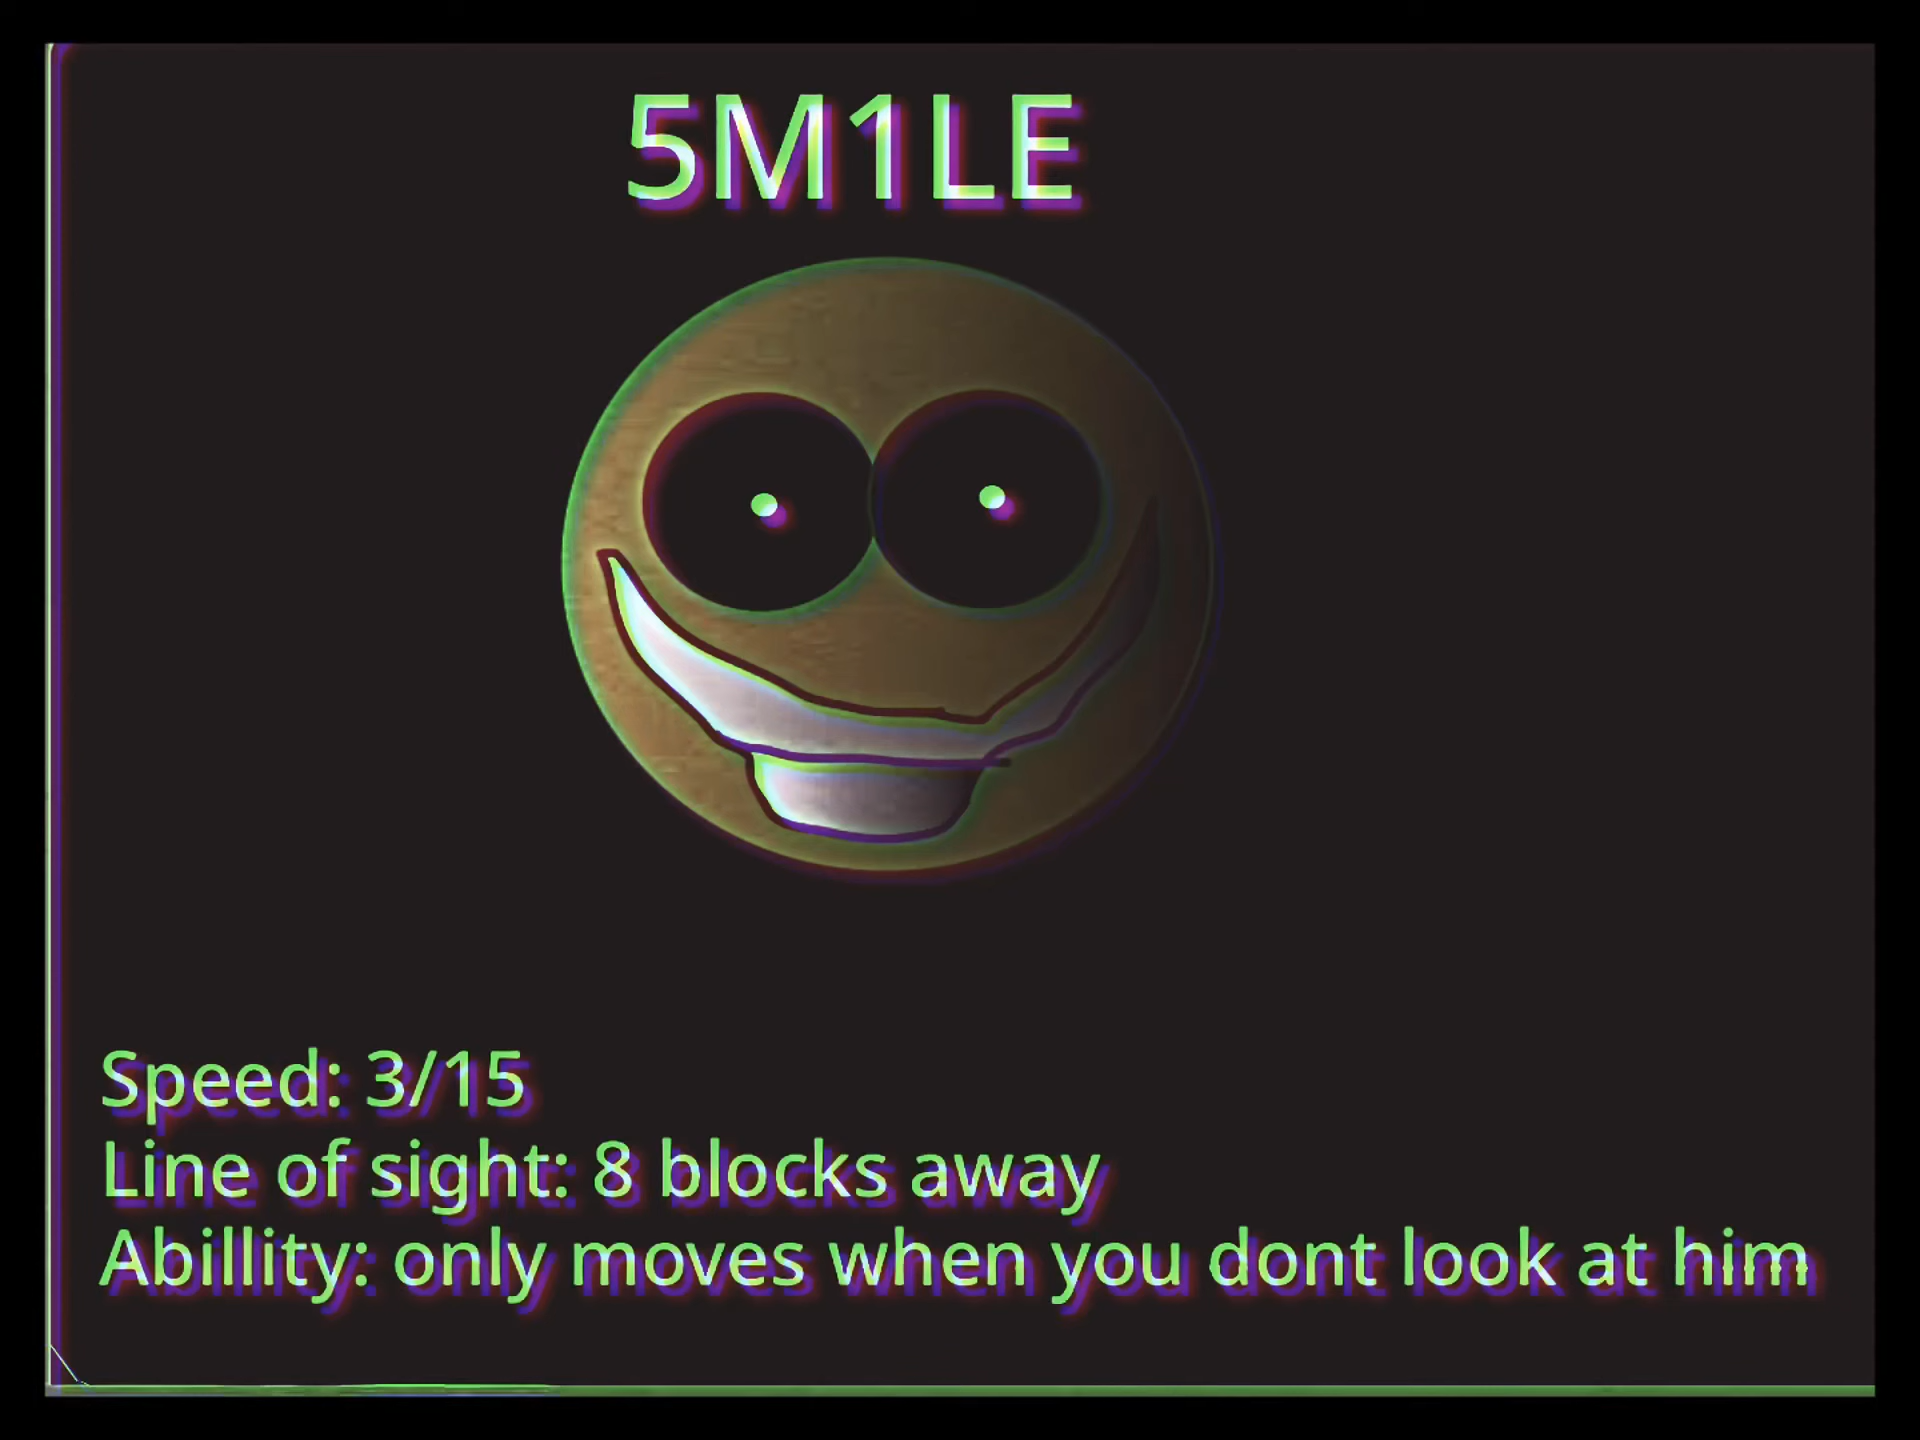 5M1LE
Speed: 3/15
Line of sight: 8 blocks away
Abillity: only moves when you dont look at him